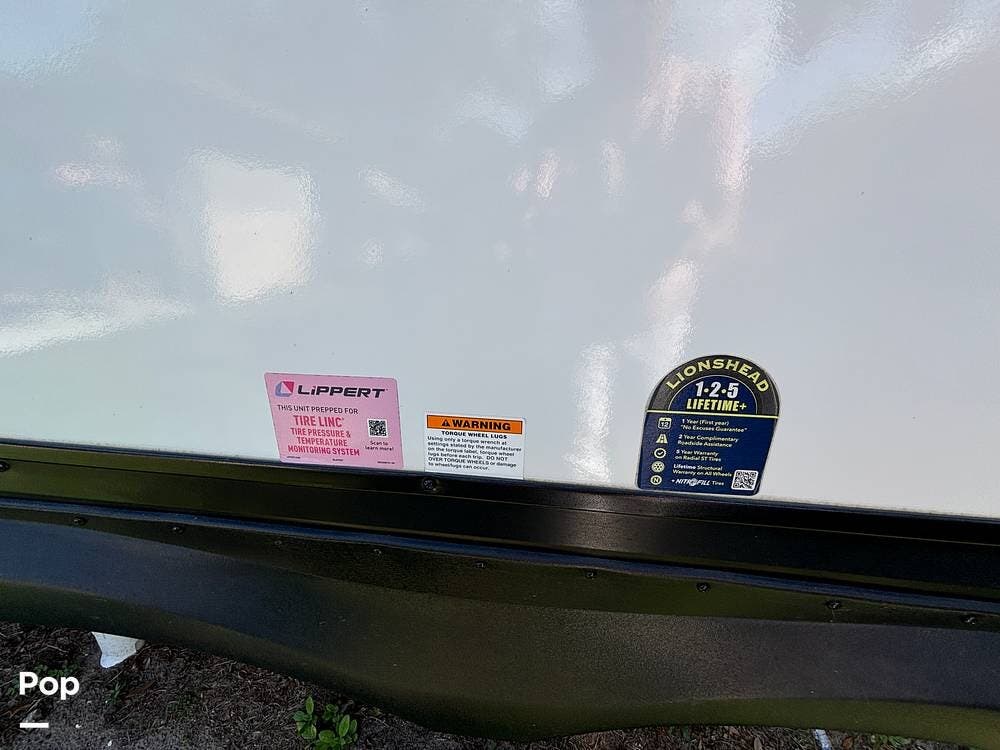 LiPPERT
THIS UNIT PREPPED FOR
TIRE LINC
TIRE PRESSURE &
TEMPERATURE
MONITORING SYSTEM
Scan to
learn more!
WARNING
TORQUE WHEEL LUGS
Using only a torque wrench at
settings stated by the manufacturer
on the torque label, torque wheel
lugs before each trip. DO NOT
OVER TORQUE WHEELS or damage
to wheel/lugs can occur.
LIONSHEAD
1·2·5
LIFETIME+
12
1 Year (First year)
"No Excuses Guarantee"
2 Year Complimentary
Roadside Assistance
5 Year Warranty
on Radial ST Tires
Lifetime Structural
Warranty on All Wheels
N
+ NITROFILL Tires
Pop